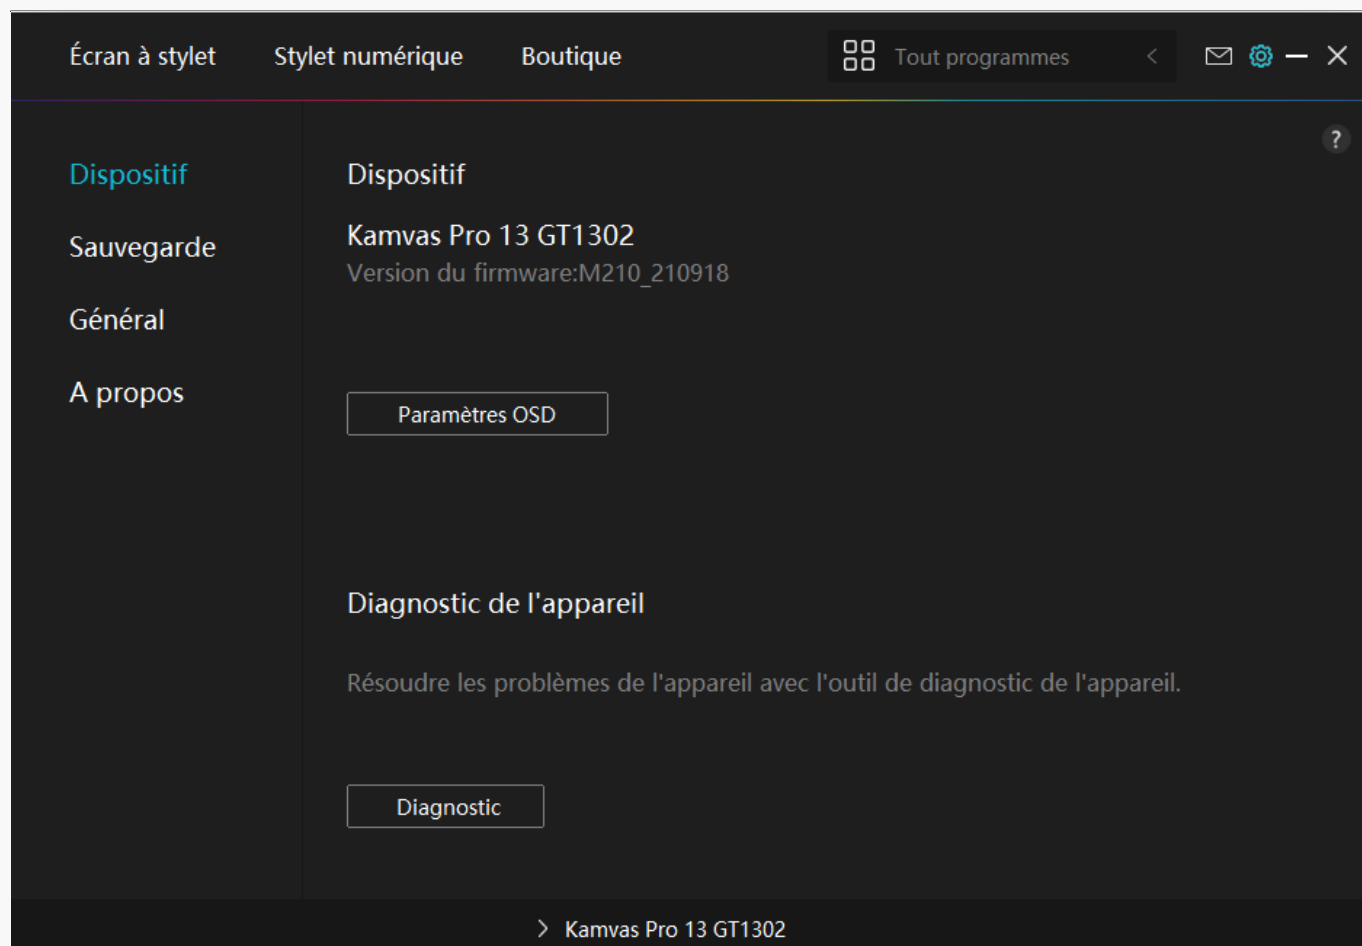 Écran à stylet Stylet numérique Boutique Tout programmes
?
Dispositif
Sauvegarde
Général
A propos
Dispositif
Kamvas Pro 13 GT1302
Version du firmware:M210_210918
Paramètres OSD
Diagnostic de l'appareil
Résoudre les problèmes de l'appareil avec l'outil de diagnostic de l'appareil.
Diagnostic
Kamvas Pro 13 GT1302